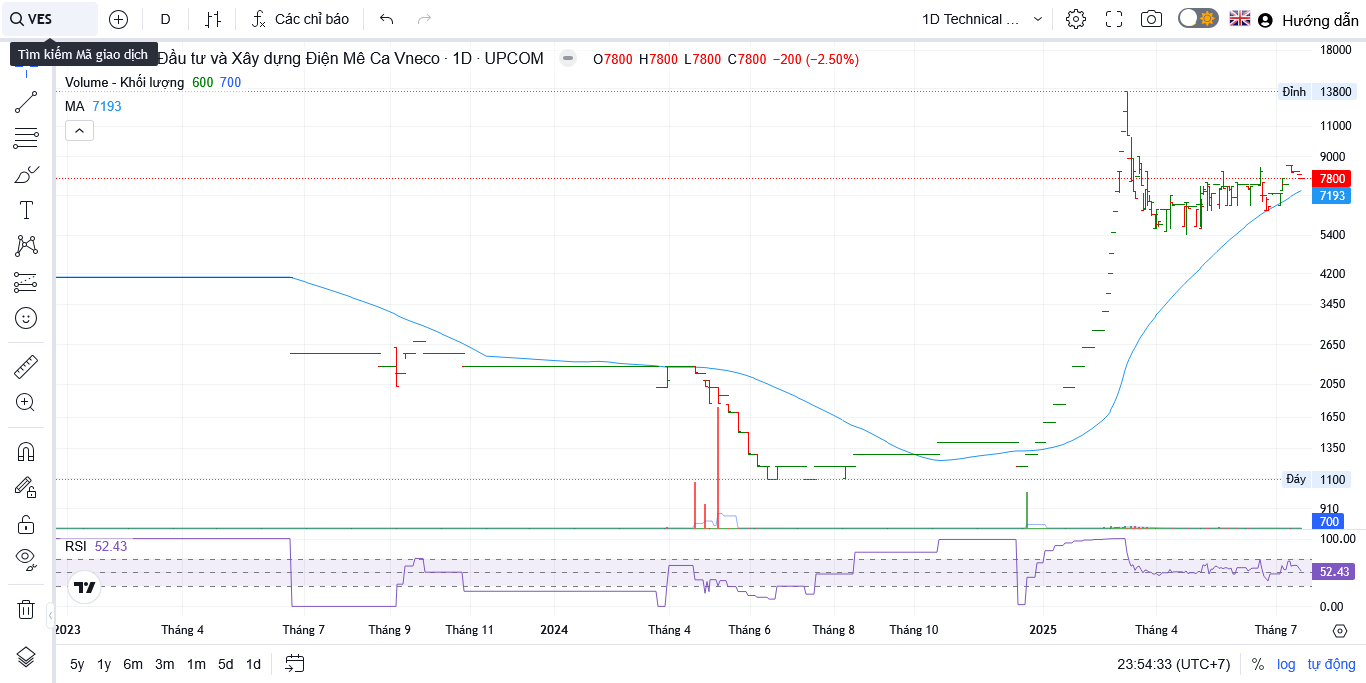 VES
D
Các chỉ báo
1D Technical ...
Hướng dẫn
Tìm kiếm Mã giao dịch
Đầu tư và Xây dựng Điện Mê Ca Vneco · 1D · UPCOM
O7800 H7800 L7800 C7800 −200 (−2.50%)
Volume - Khối lượng 600 700
MA 7193
18000
Đỉnh 13800
11000
9000
7800
7193
5400
4200
3450
2650
2050
1650
1350
Đáy 1100
910
700
RSI 52.43
100.00
52.43
0.00
2023
Tháng 4
Tháng 7
Tháng 9
Tháng 11
2024
Tháng 4
Tháng 6
Tháng 8
Tháng 10
2025
Tháng 4
Tháng 7
5y 1y 6m 3m 1m 5d 1d
23:54:33 (UTC+7)
% log tự động